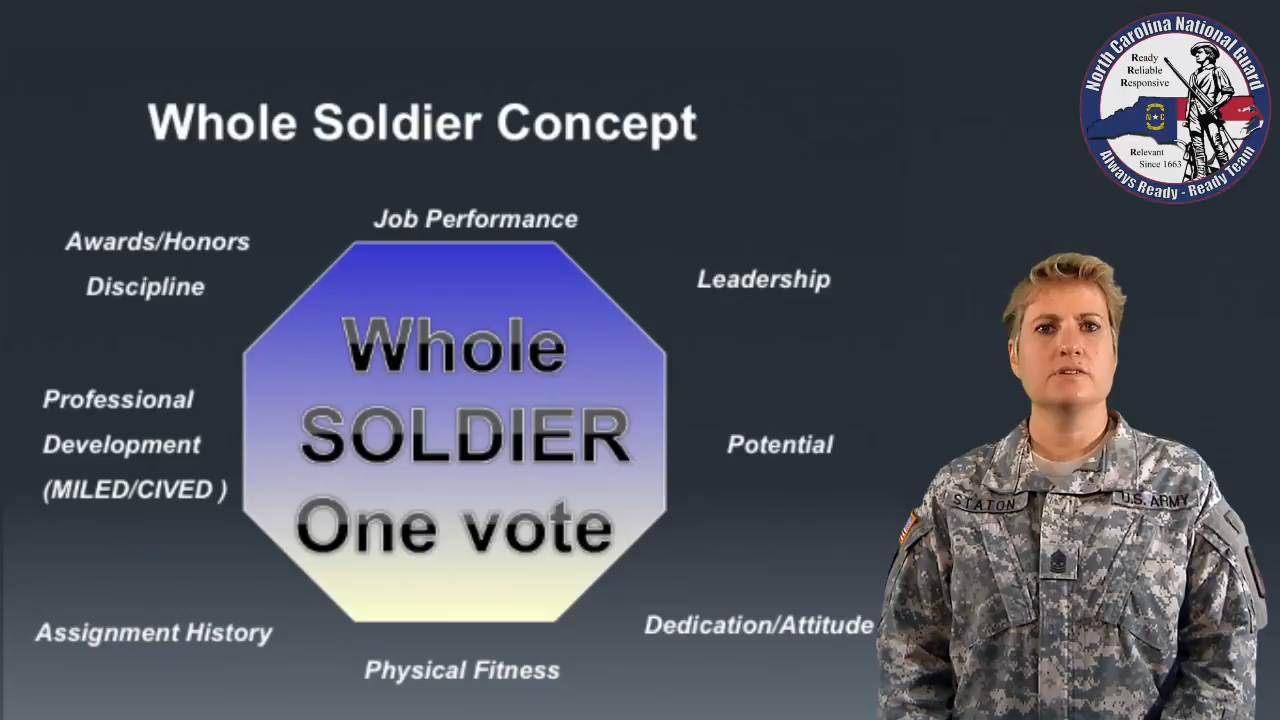 Whole Soldier Concept
Job Performance
Awards/Honors
Discipline
Leadership
Professional
Development
(MILED/CIVED )
Potential
Whole
SOLDIER
One vote
Assignment History
Physical Fitness
Dedication/Attitude
North Carolina National Guard
Ready
Reliable
Responsive
N C
Relevant
Since 1663
Always Ready - Ready Team
STATON
U.S. ARMY